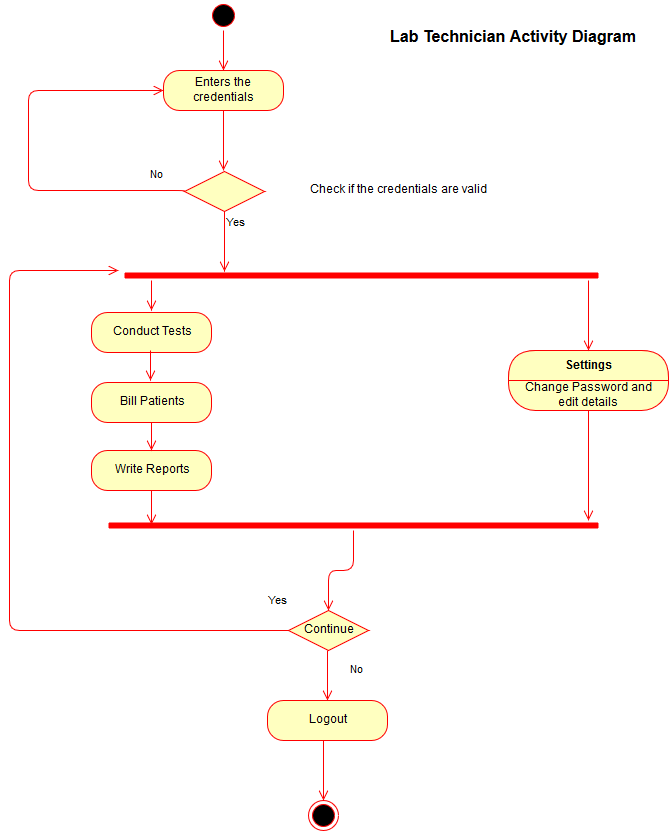 Lab Technician Activity Diagram
Enters the
credentials
No
Check if the credentials are valid
Yes
Conduct Tests
Settings
Change Password and
edit details
Bill Patients
Write Reports
Yes
Continue
No
Logout